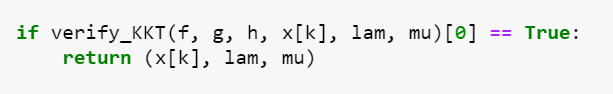 if verify_KKT(f, g, h, x[k], lam, mu)[0] == True:
    return (x[k], lam, mu)